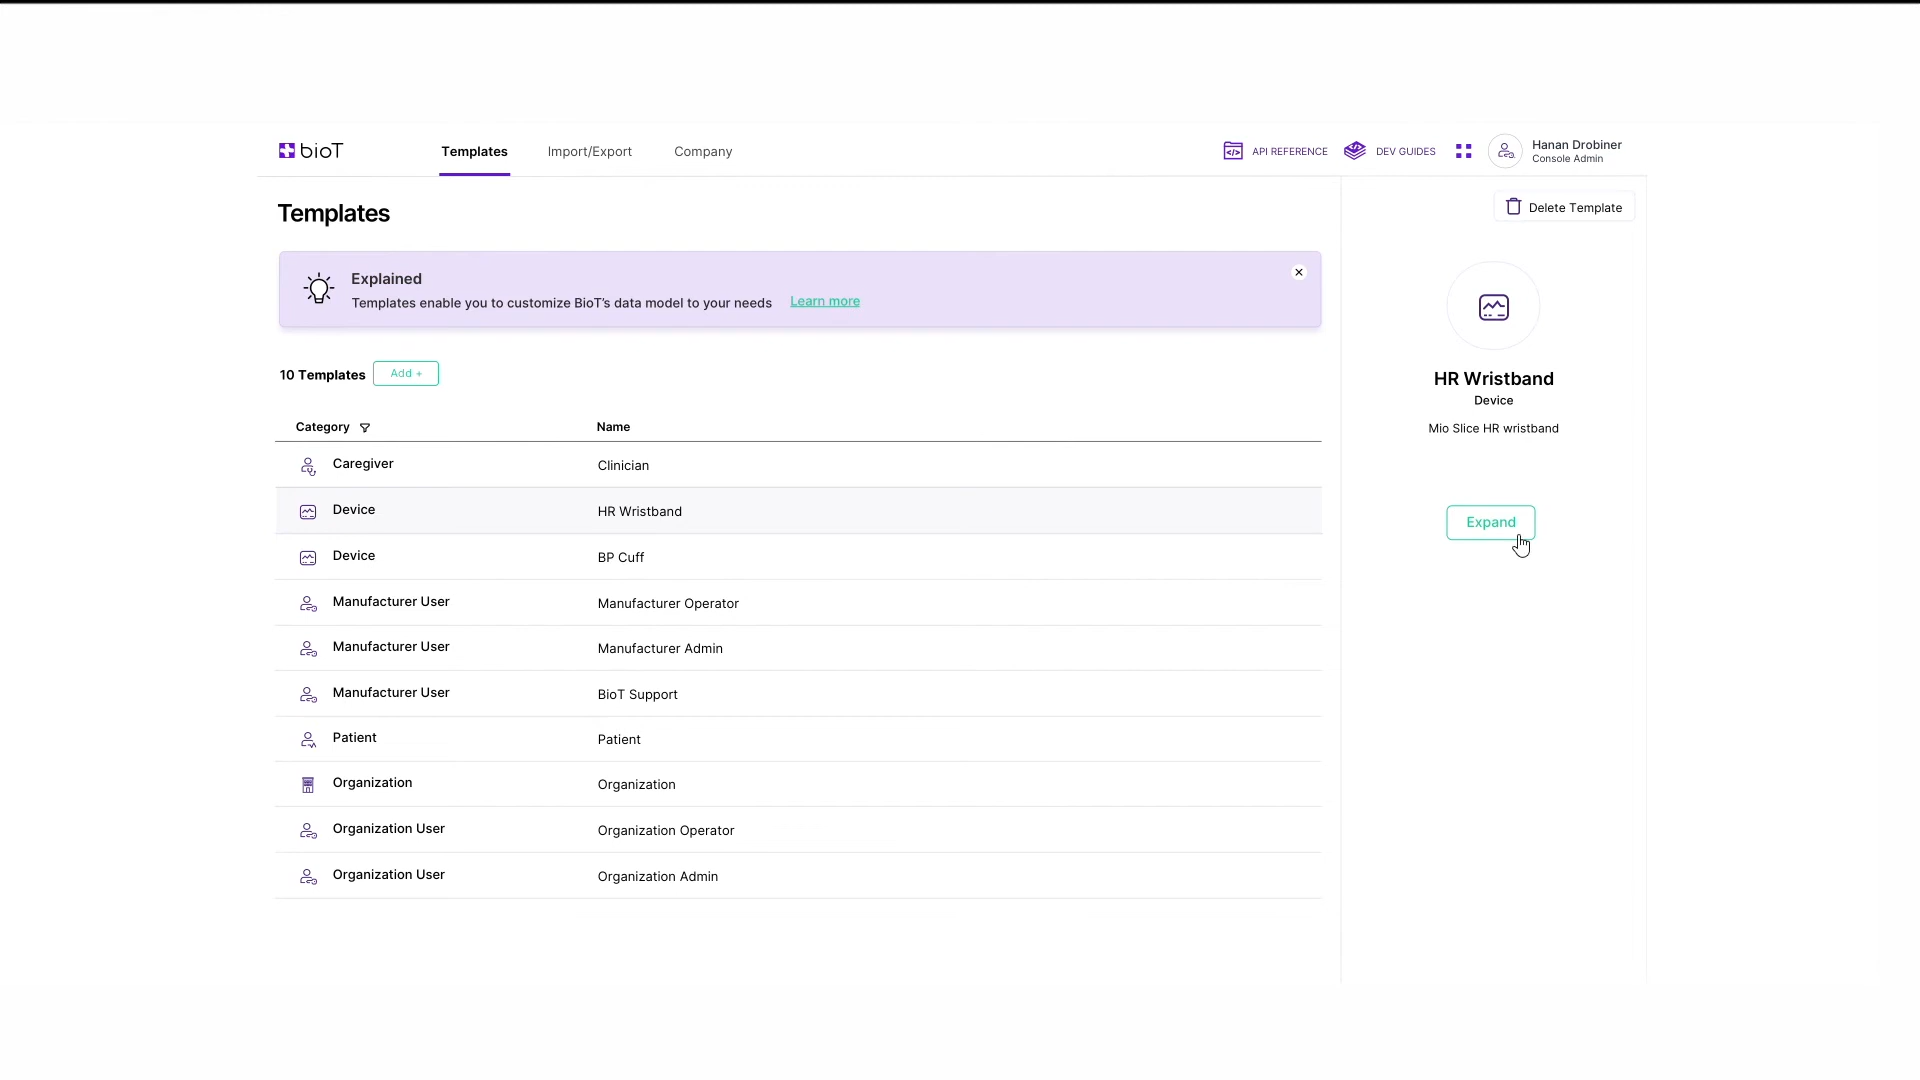 bioT
Templates Import/Export Company
API REFERENCE DEV GUIDES
Hanan Drobiner
Console Admin
Templates
Delete Template
Explained
Templates enable you to customize BioT's data model to your needs Learn more
10 Templates Add +
Category Name
Caregiver Clinician
Device HR Wristband
Device BP Cuff
Manufacturer User Manufacturer Operator
Manufacturer User Manufacturer Admin
Manufacturer User BioT Support
Patient Patient
Organization Organization
Organization User Organization Operator
Organization User Organization Admin
HR Wristband
Device
Mio Slice HR wristband
Expand